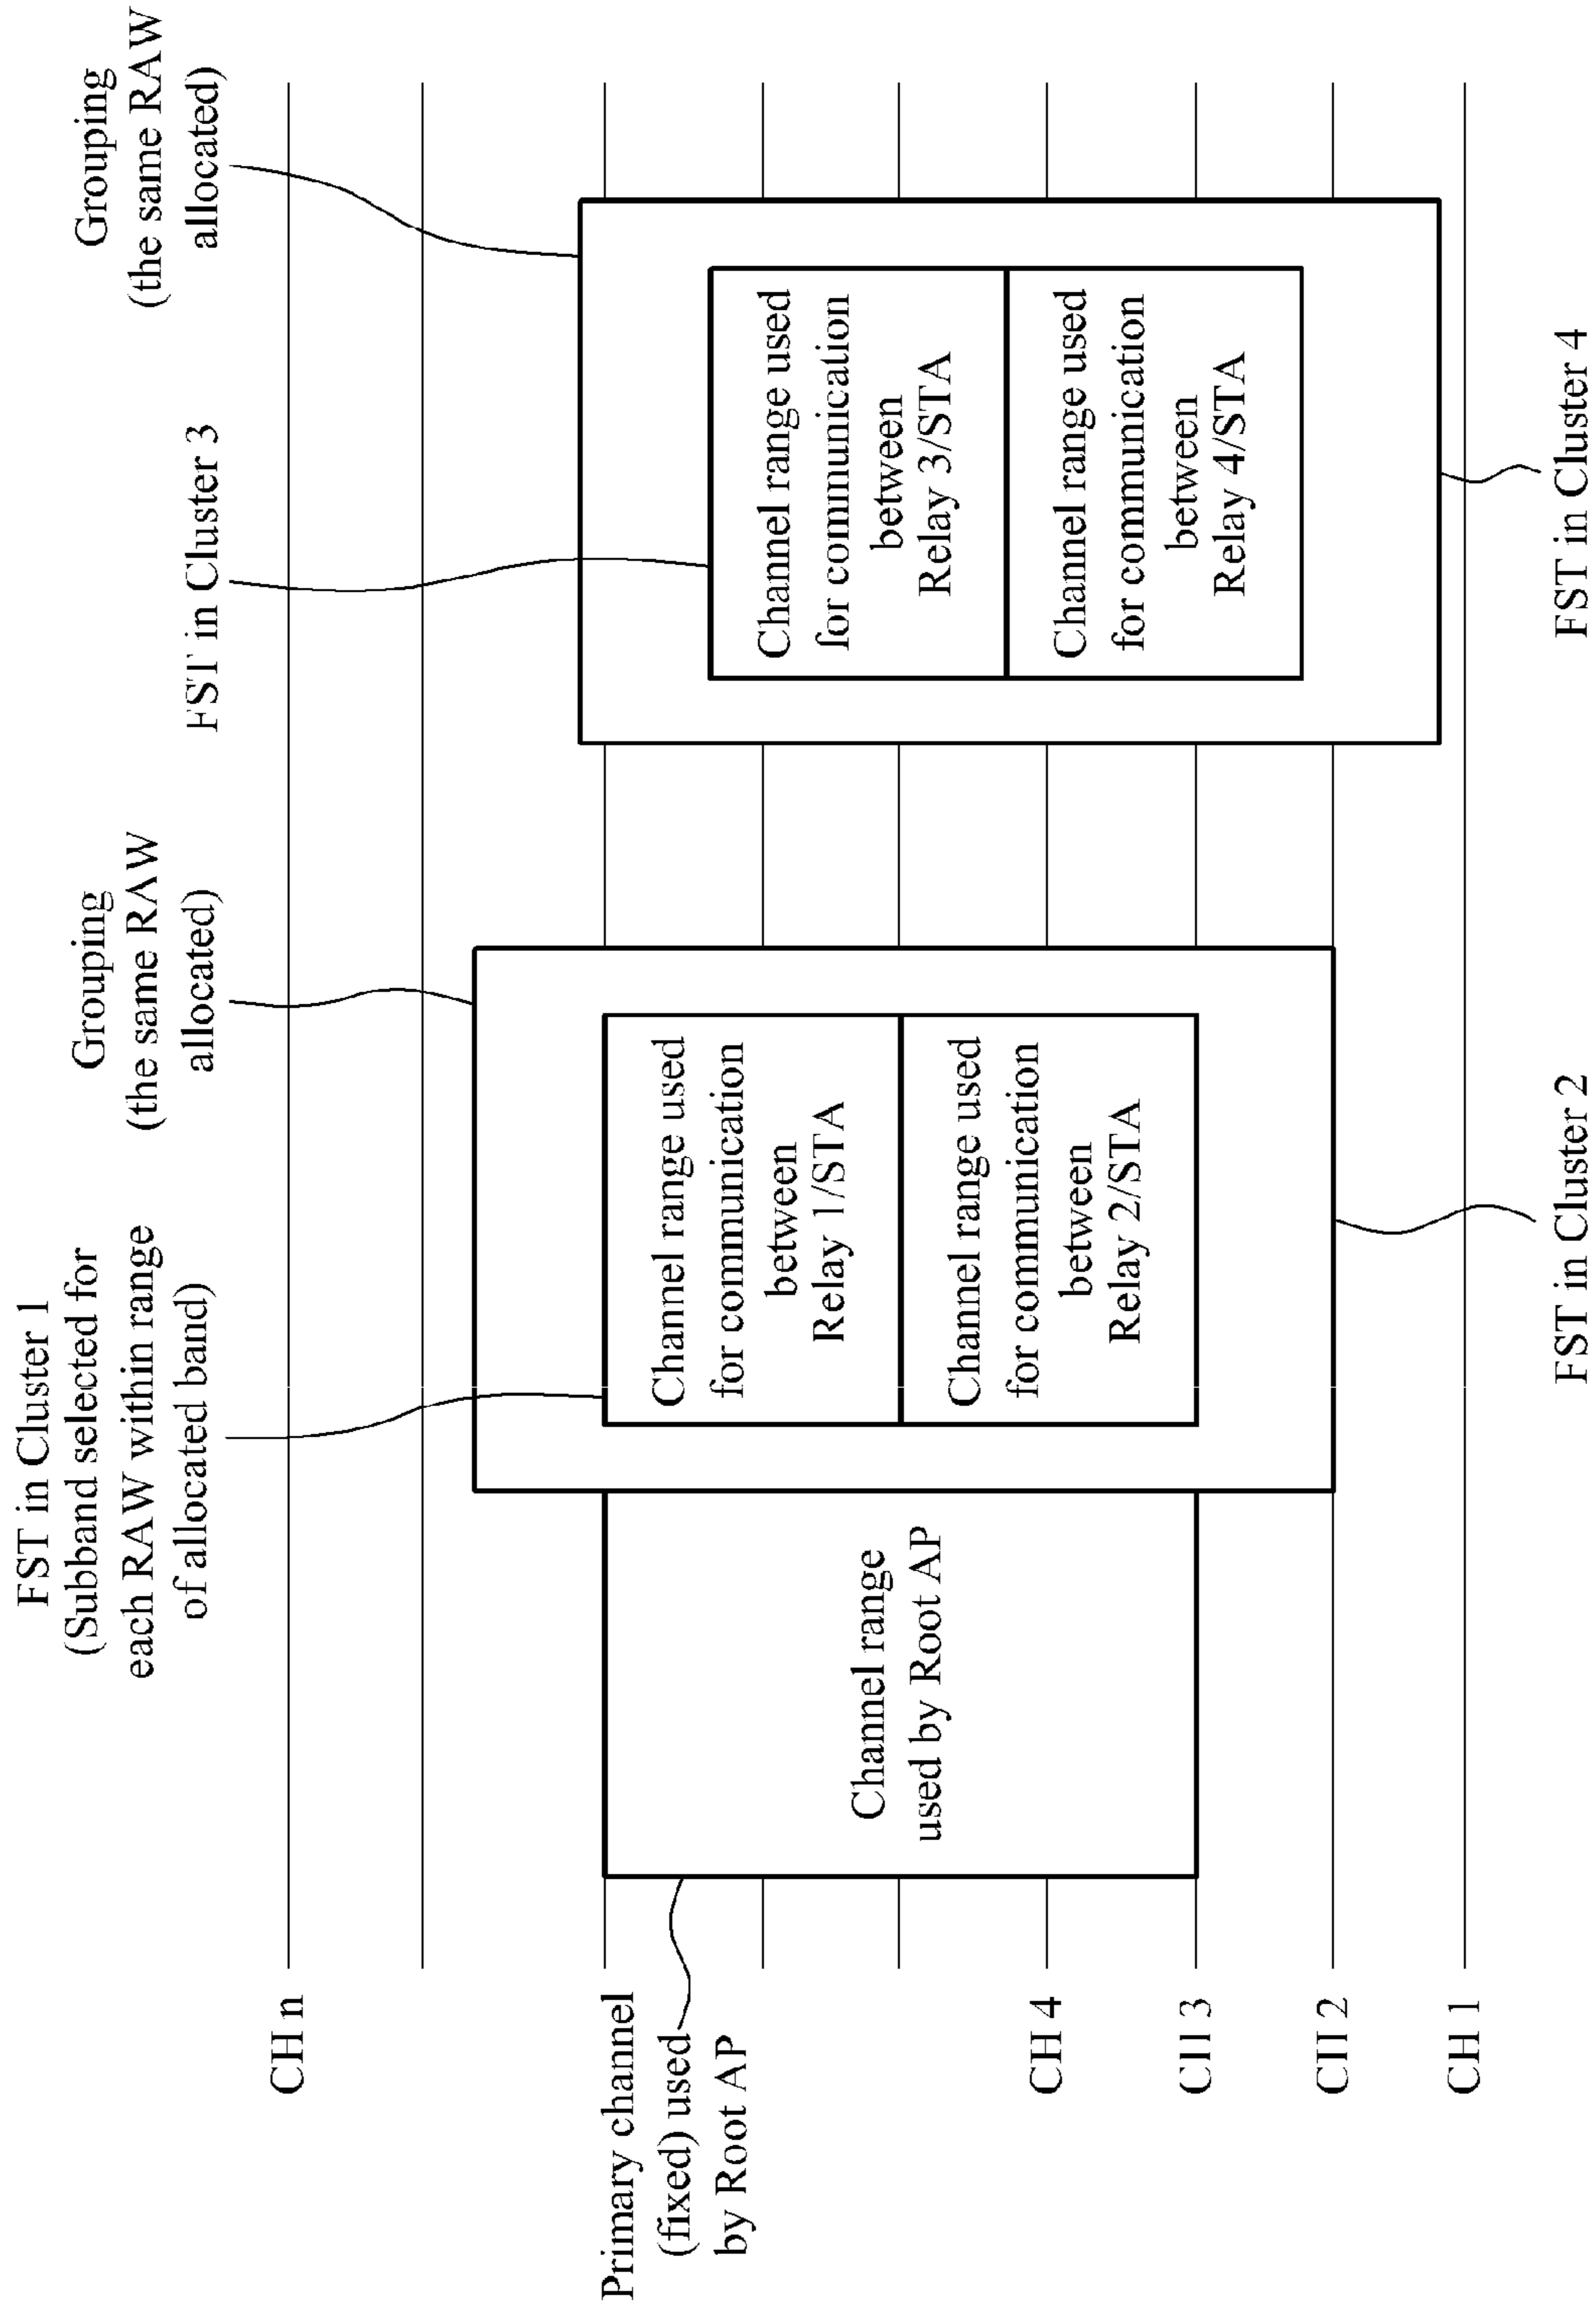 FST in Cluster 1
(Subband selected for
each RAW within range
of allocated band)
Grouping
(the same RAW
allocated)
FST in Cluster 3
Grouping
(the same RAW
allocated)
CH n
Primary channel
(fixed) used
by Root AP
CH 4
CH 3
CH 2
CH 1
Channel range
used by Root AP
Channel range used
for communication
between
Relay 1/STA
Channel range used
for communication
between
Relay 2/STA
Channel range used
for communication
between
Relay 3/STA
Channel range used
for communication
between
Relay 4/STA
FST in Cluster 2
FST in Cluster 4